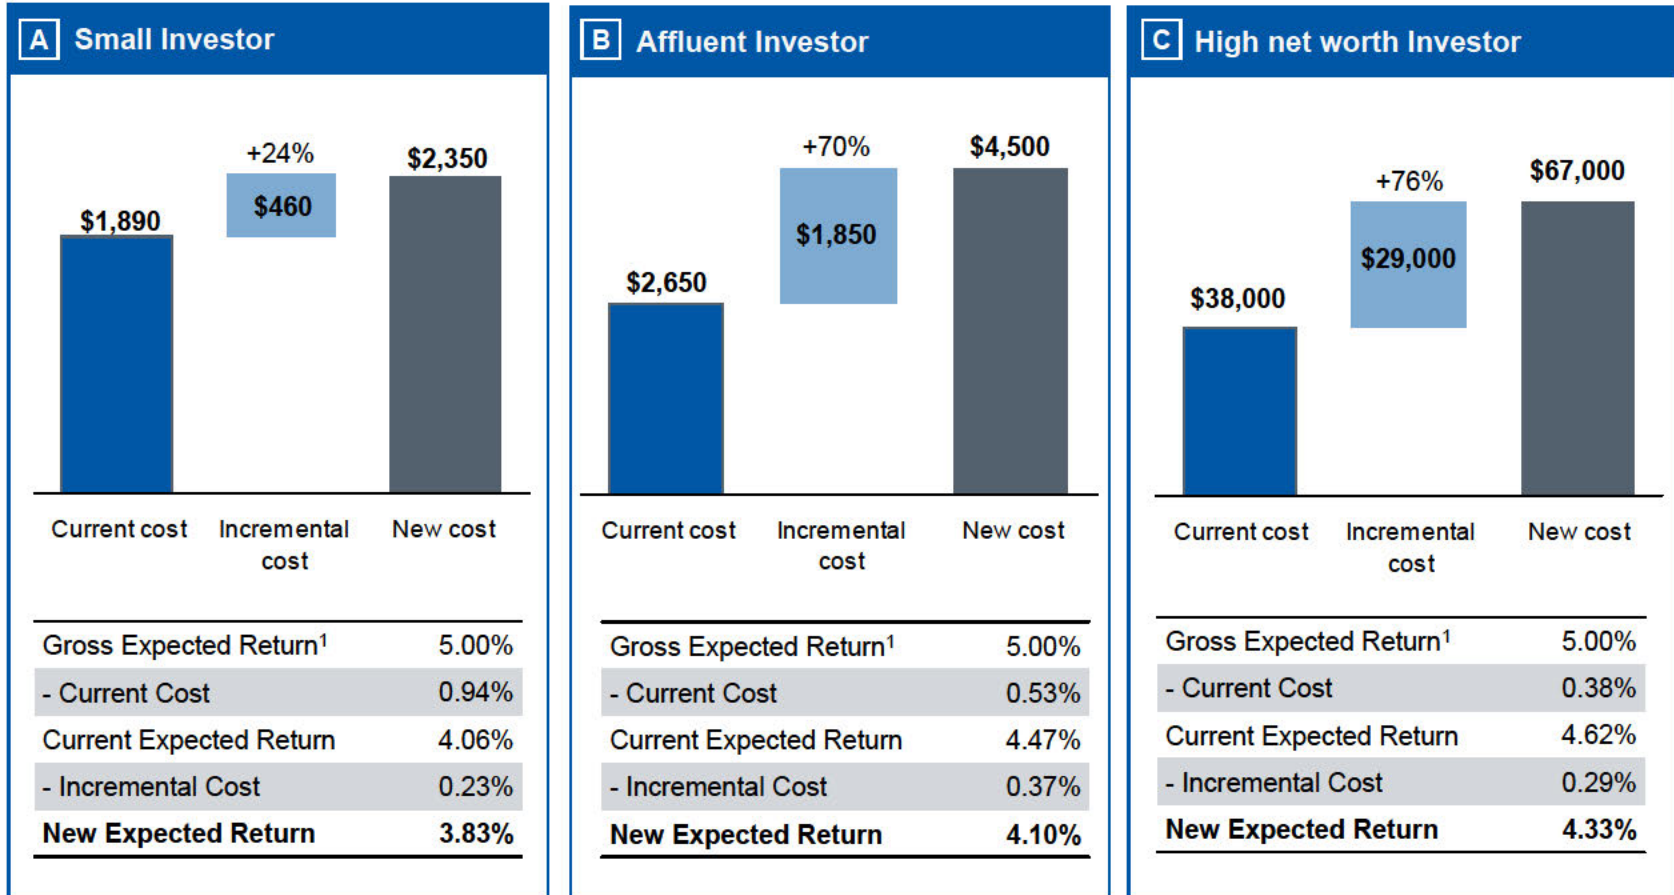 A Small Investor
+24%
$2,350
$1,890
$460
Current cost
Incremental
cost
New cost
Gross Expected Return¹ 5.00%
- Current Cost 0.94%
Current Expected Return 4.06%
- Incremental Cost 0.23%
New Expected Return 3.83%
B Affluent Investor
+70%
$4,500
$1,850
$2,650
Current cost
Incremental
cost
New cost
Gross Expected Return¹ 5.00%
- Current Cost 0.53%
Current Expected Return 4.47%
- Incremental Cost 0.37%
New Expected Return 4.10%
C High net worth Investor
+76%
$67,000
$29,000
$38,000
Current cost
Incremental
cost
New cost
Gross Expected Return¹ 5.00%
- Current Cost 0.38%
Current Expected Return 4.62%
- Incremental Cost 0.29%
New Expected Return 4.33%